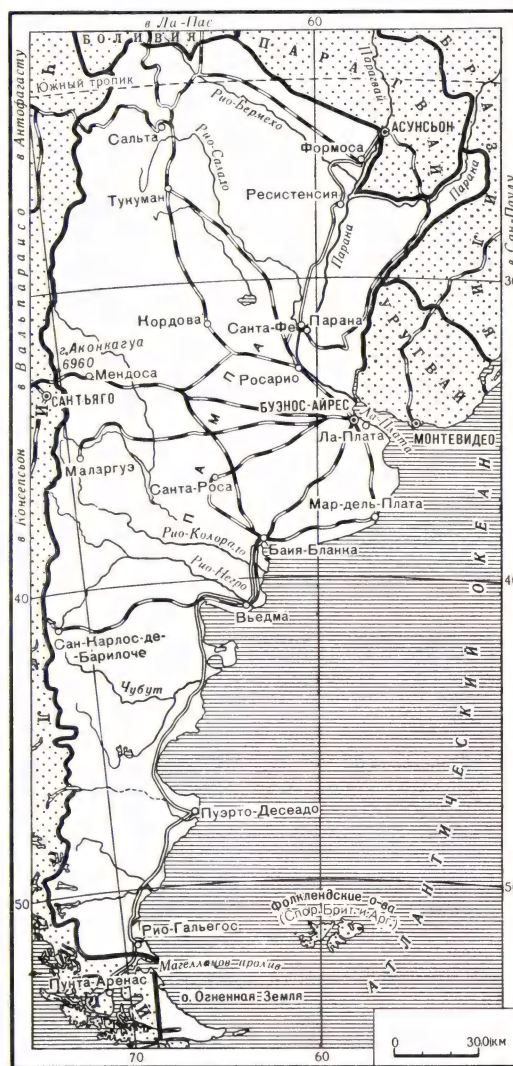 в Ла-Пас
60
БОЛИВИЯ
ПАРАГВАЙ
БРАЗИЛИЯ
Южный тропик
в Антофагасту
Рио-Бермехо
Парагвай
Сальта
АСУНСЬОН
Рио-Саладо
Формоса
Тукуман
Ресистенсия
Парана
Парана
в Сан-Паулу
30
в Вальпараисо
Кордова
Санта-Фе
Парана
УРУГВАЙ
г. Аконкагуа
6960
Мендоса
Росарио
САНТЬЯГО
БУЭНОС-АЙРЕС
Ла-Плата
Ла-Плата
МОНТЕВИДЕО
ПАМПА
Маларгуэ
в Консепсьон
Санта-Роса
Мар-дель-Плата
Рио-Колорадо
Баия-Бланка
Рио-Негро
40
40
Вьедма
Сан-Карлос-де-
Барилоче
Чубут
ЧИЛИ
АТЛАНТИЧЕСКИЙ ОКЕАН
Пуэрто-Десеадо
50
50
Фолклендские о-ва
(Спор. Брит.-Арг.)
Рио-Гальегос
Магелланов пролив
Пунта-Аренас
о. Огненная Земля
0 300 км
70
60